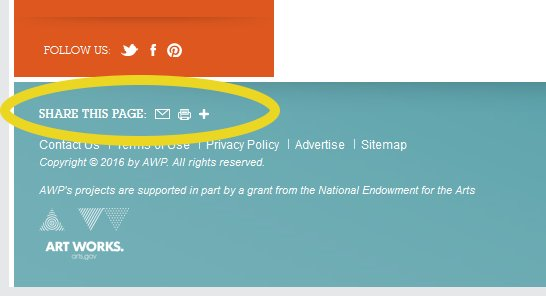 FOLLOW US:
SHARE THIS PAGE:
Contact Us | Terms of Use | Privacy Policy | Advertise | Sitemap
Copyright © 2016 by AWP. All rights reserved.
AWP's projects are supported in part by a grant from the National Endowment for the Arts
ART WORKS.
arts.gov